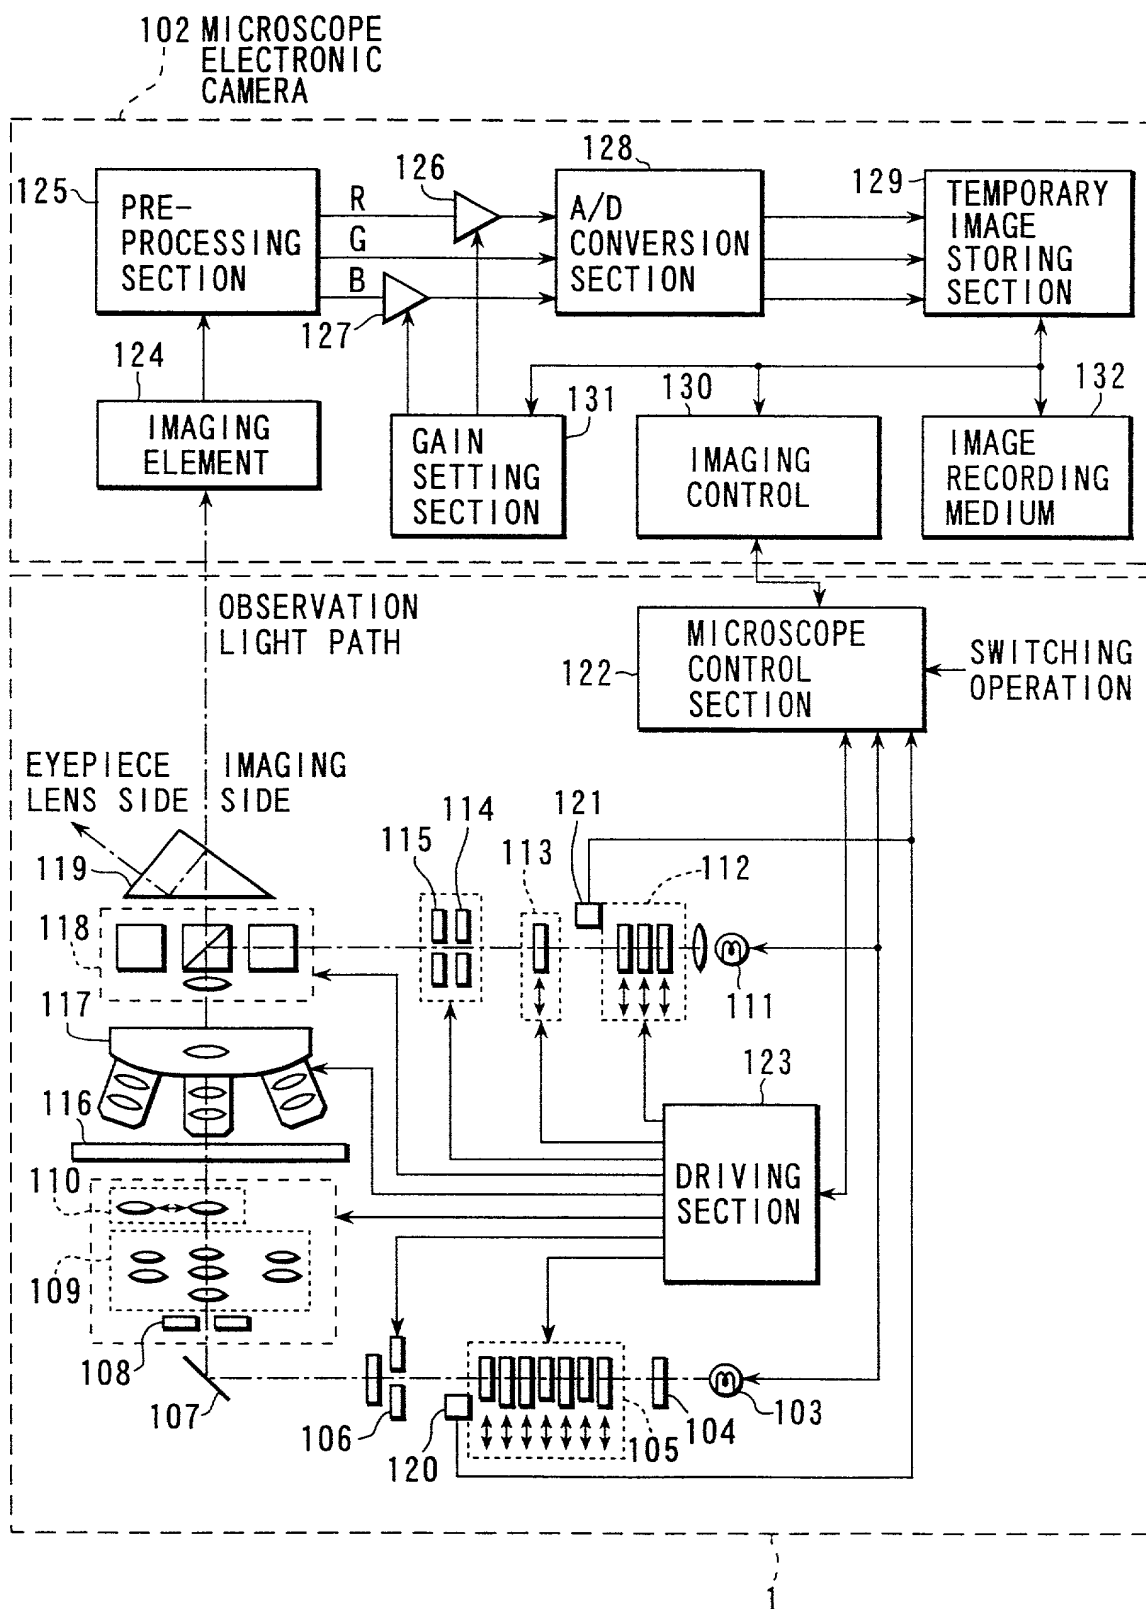 102 MICROSCOPE
ELECTRONIC
CAMERA
125
PRE-
PROCESSING
SECTION
R
G
B
126
127
128
A/D
CONVERSION
SECTION
129
TEMPORARY
IMAGE
STORING
SECTION
124
IMAGING
ELEMENT
131
GAIN
SETTING
SECTION
130
IMAGING
CONTROL
132
IMAGE
RECORDING
MEDIUM
OBSERVATION
LIGHT PATH
122
MICROSCOPE
CONTROL
SECTION
SWITCHING
OPERATION
EYEPIECE
LENS SIDE
IMAGING
SIDE
119
115
114
113
121
112
118
111
117
123
116
DRIVING
SECTION
110
109
108
107
106
120
105
104
103
1